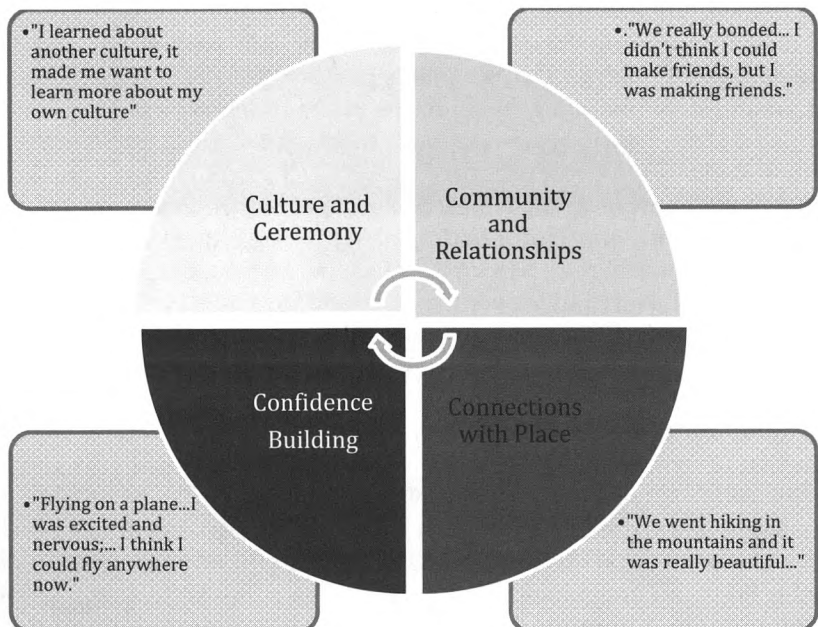 •"I learned about
another culture, it
made me want to
learn more about my
own culture"
•."We really bonded... I
didn't think I could
make friends, but I
was making friends."
Culture and
Ceremony
Community
and
Relationships
Confidence
Building
Connections
with Place
•"Flying on a plane...I
was excited and
nervous;... I think I
could fly anywhere
now."
•"We went hiking in
the mountains and it
was really beautiful..."